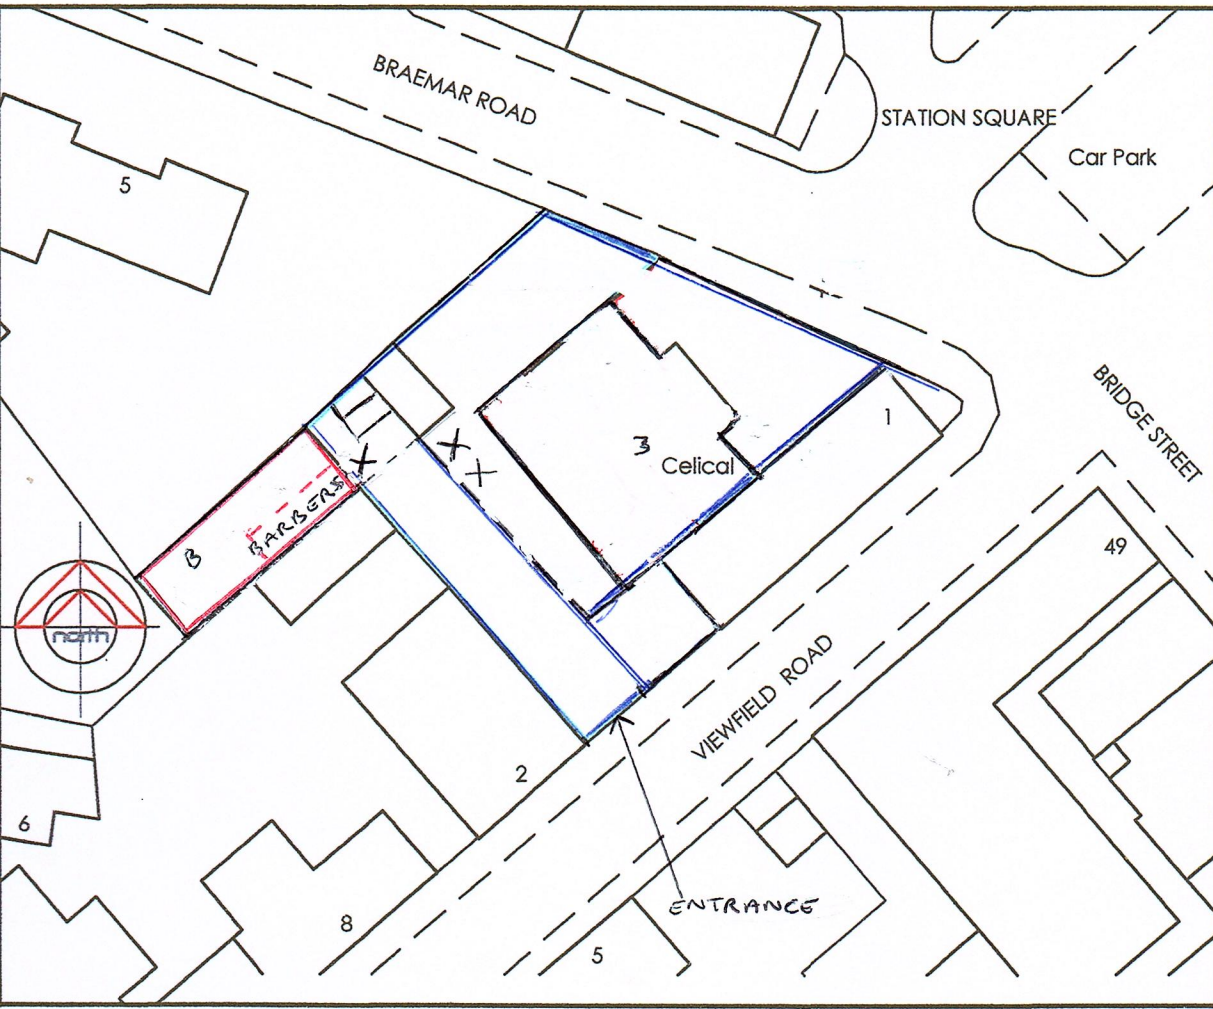 BRAEMAR ROAD
STATION SQUARE
Car Park
5
BRIDGE STREET
1
3
Celical
BARBERS
B
49
north
VIEWFIELD ROAD
2
6
ENTRANCE
8
5